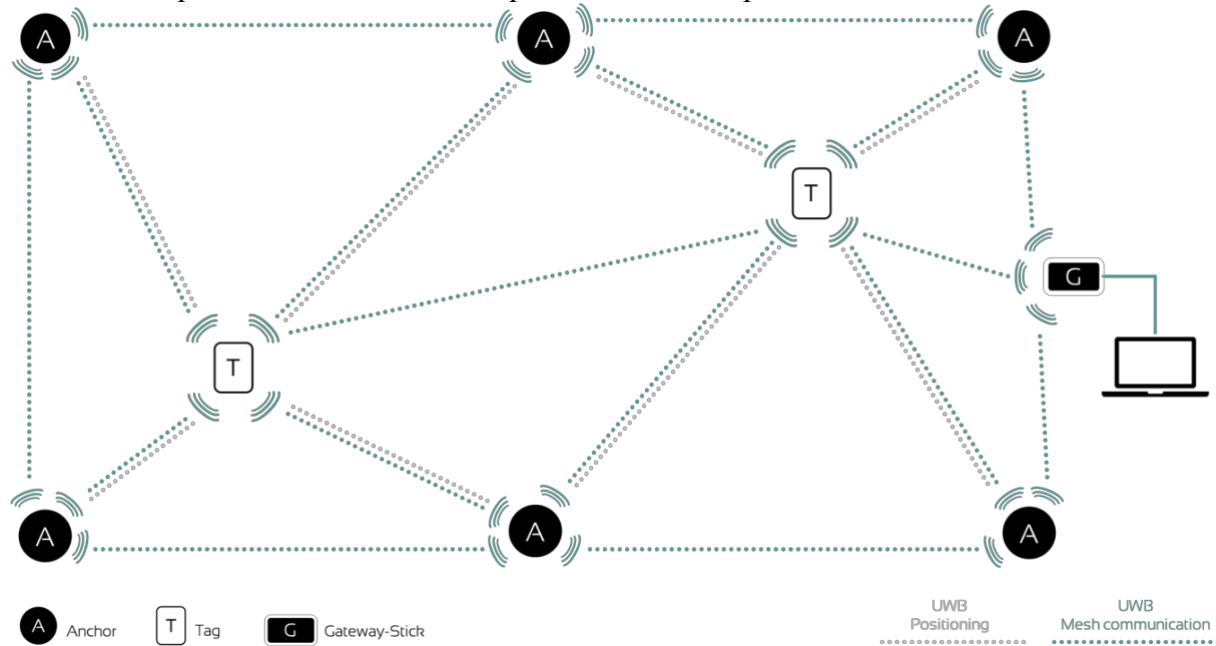 A
A
A
T
G
T
A
A
A
A Anchor
T Tag
G Gateway-Stick
UWB
Positioning
UWB
Mesh communication